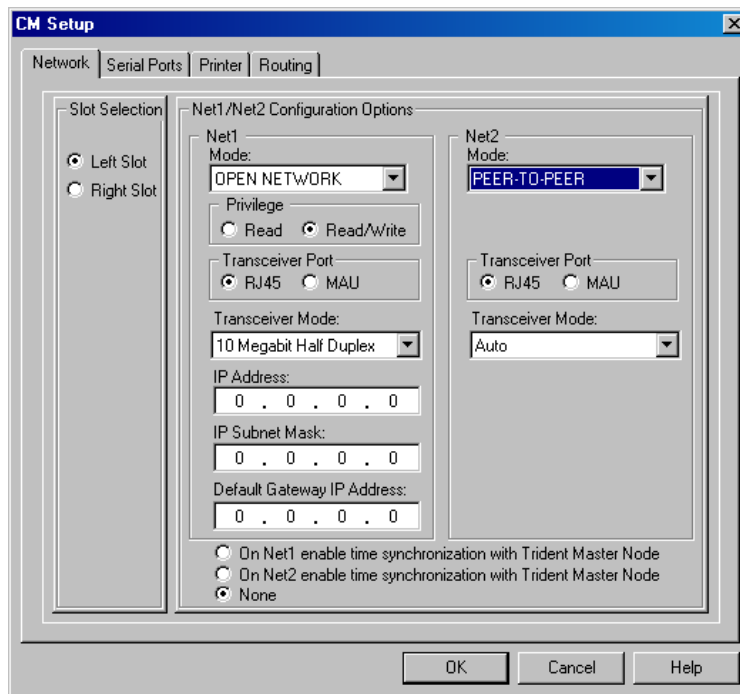 CM Setup
Network Serial Ports Printer Routing
Slot Selection
Left Slot
Right Slot
Net1/Net2 Configuration Options
Net1
Mode:
OPEN NETWORK
Privilege
Read Read/Write
Transceiver Port
RJ45 MAU
Transceiver Mode:
10 Megabit Half Duplex
IP Address:
0 . 0 . 0 . 0
IP Subnet Mask:
0 . 0 . 0 . 0
Default Gateway IP Address:
0 . 0 . 0 . 0
Net2
Mode:
PEER-TO-PEER
Transceiver Port
RJ45 MAU
Transceiver Mode:
Auto
On Net1 enable time synchronization with Trident Master Node
On Net2 enable time synchronization with Trident Master Node
None
OK Cancel Help